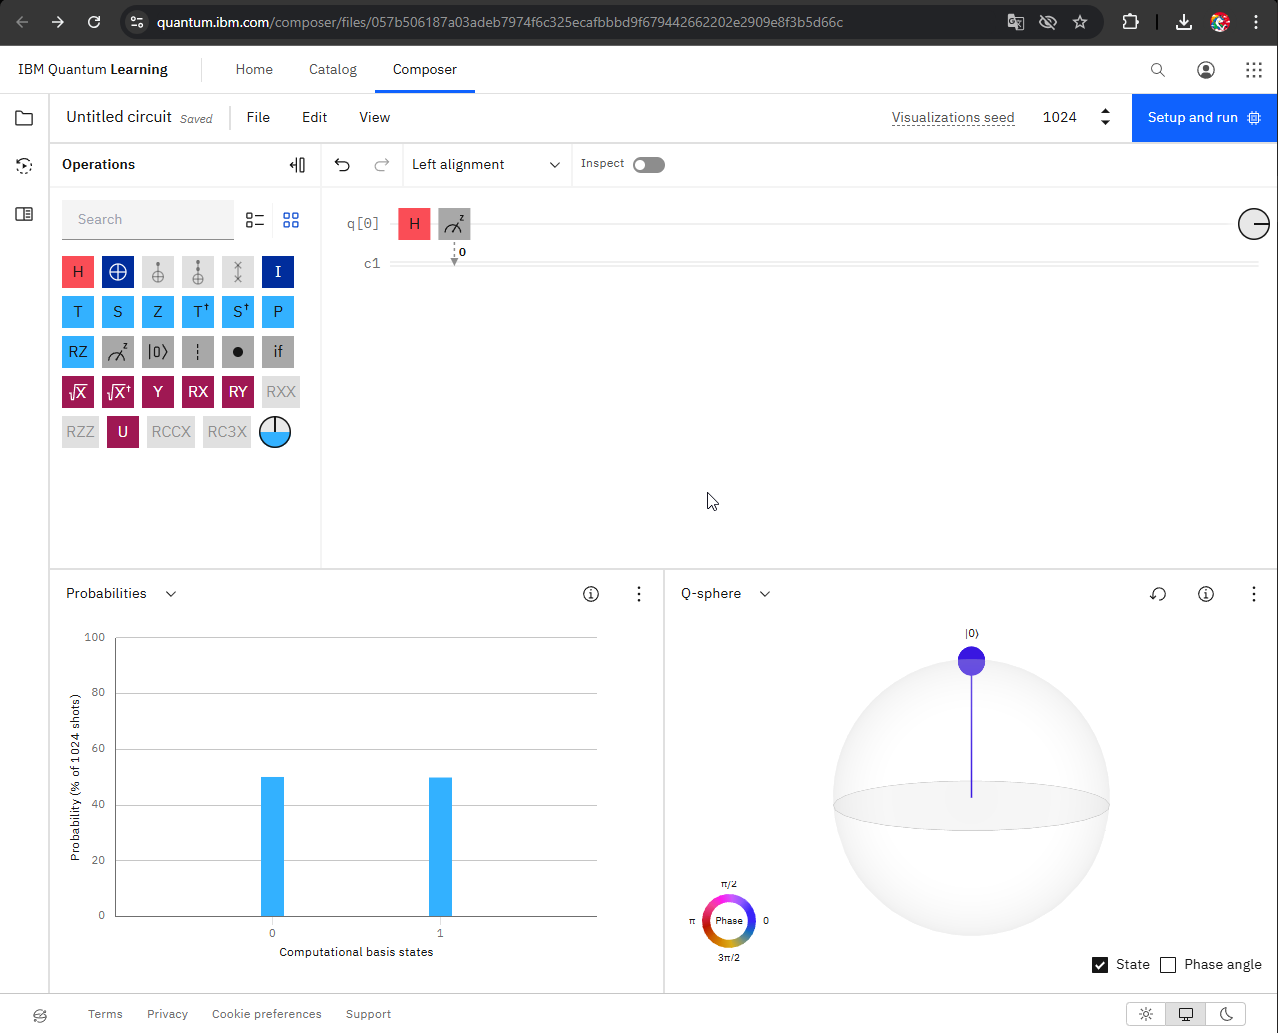 quantum.ibm.com/composer/files/057b506187a03adeb7974f6c325ecafbbbd9f679442662202e2909e8f3b5d66c
IBM Quantum Learning Home Catalog Composer
Untitled circuit Saved File Edit View Visualizations seed 1024 Setup and run
Operations Left alignment Inspect
Search
q[0] H z
0
c1
H I
T S Z T† S† P
RZ z |0⟩ if
√X √X† Y RX RY RXX
RZZ U RCCX RC3X
Probabilities
Probability (% of 1024 shots)
100
80
60
40
20
0
0 1
Computational basis states
Q-sphere
|0⟩
π/2
π Phase 0
3π/2
State Phase angle
Terms Privacy Cookie preferences Support